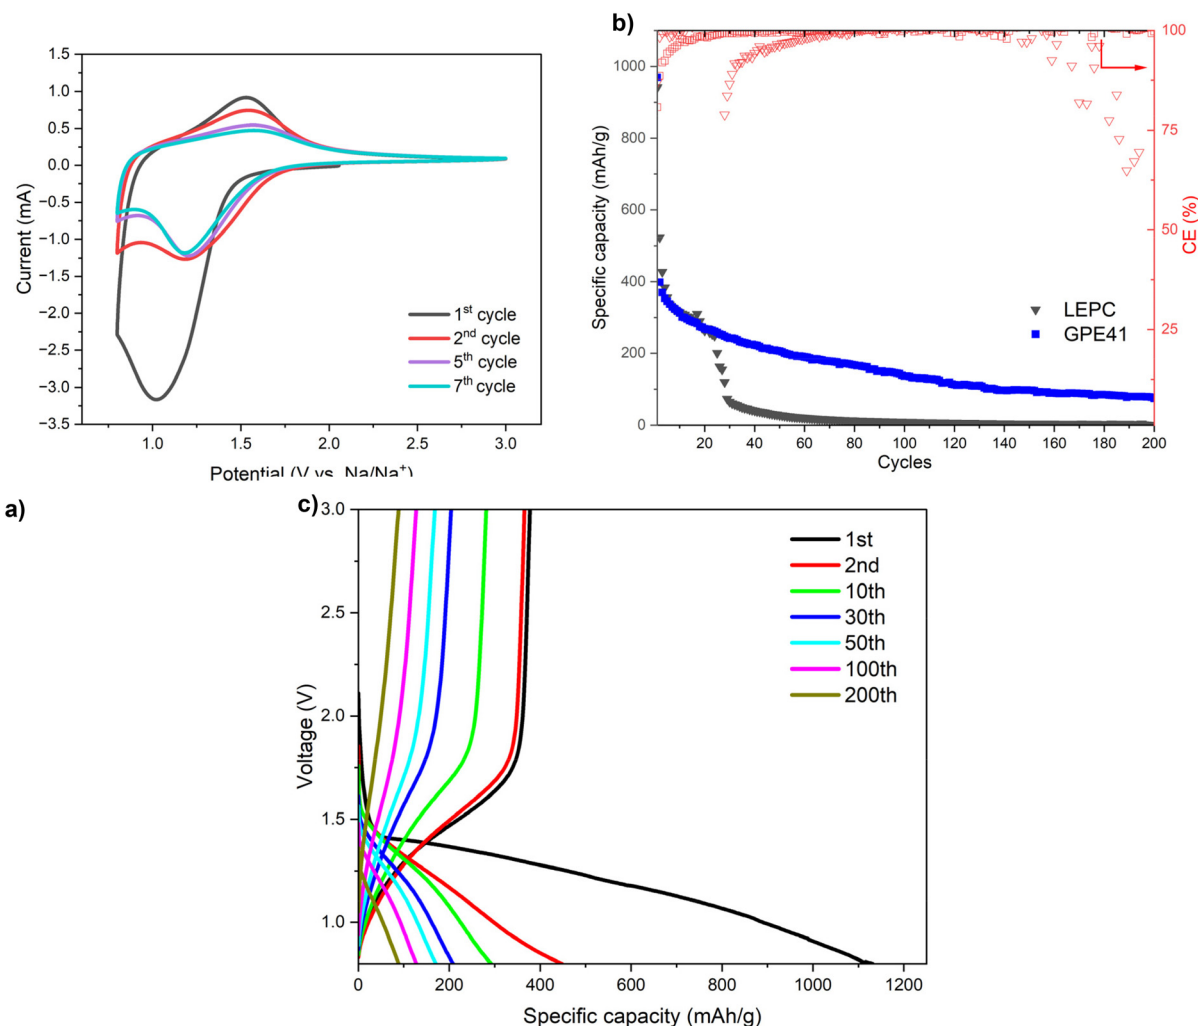 b)
1.5
1.0
0.5
0.0
−0.5
−1.0
−1.5
−2.0
−2.5
−3.0
−3.5
Current (mA)
1st cycle
2nd cycle
5th cycle
7th cycle
1.0 1.5 2.0 2.5 3.0
Potential (V vs. Na/Na+)
1000
800
600
400
200
0
Specific capacity (mAh/g)
100
75
50
25
CE (%)
LEPC
GPE41
20 40 60 80 100 120 140 160 180 200
Cycles
a)
c)
3.0
2.5
2.0
1.5
1.0
Voltage (V)
1st
2nd
10th
30th
50th
100th
200th
0 200 400 600 800 1000 1200
Specific capacity (mAh/g)